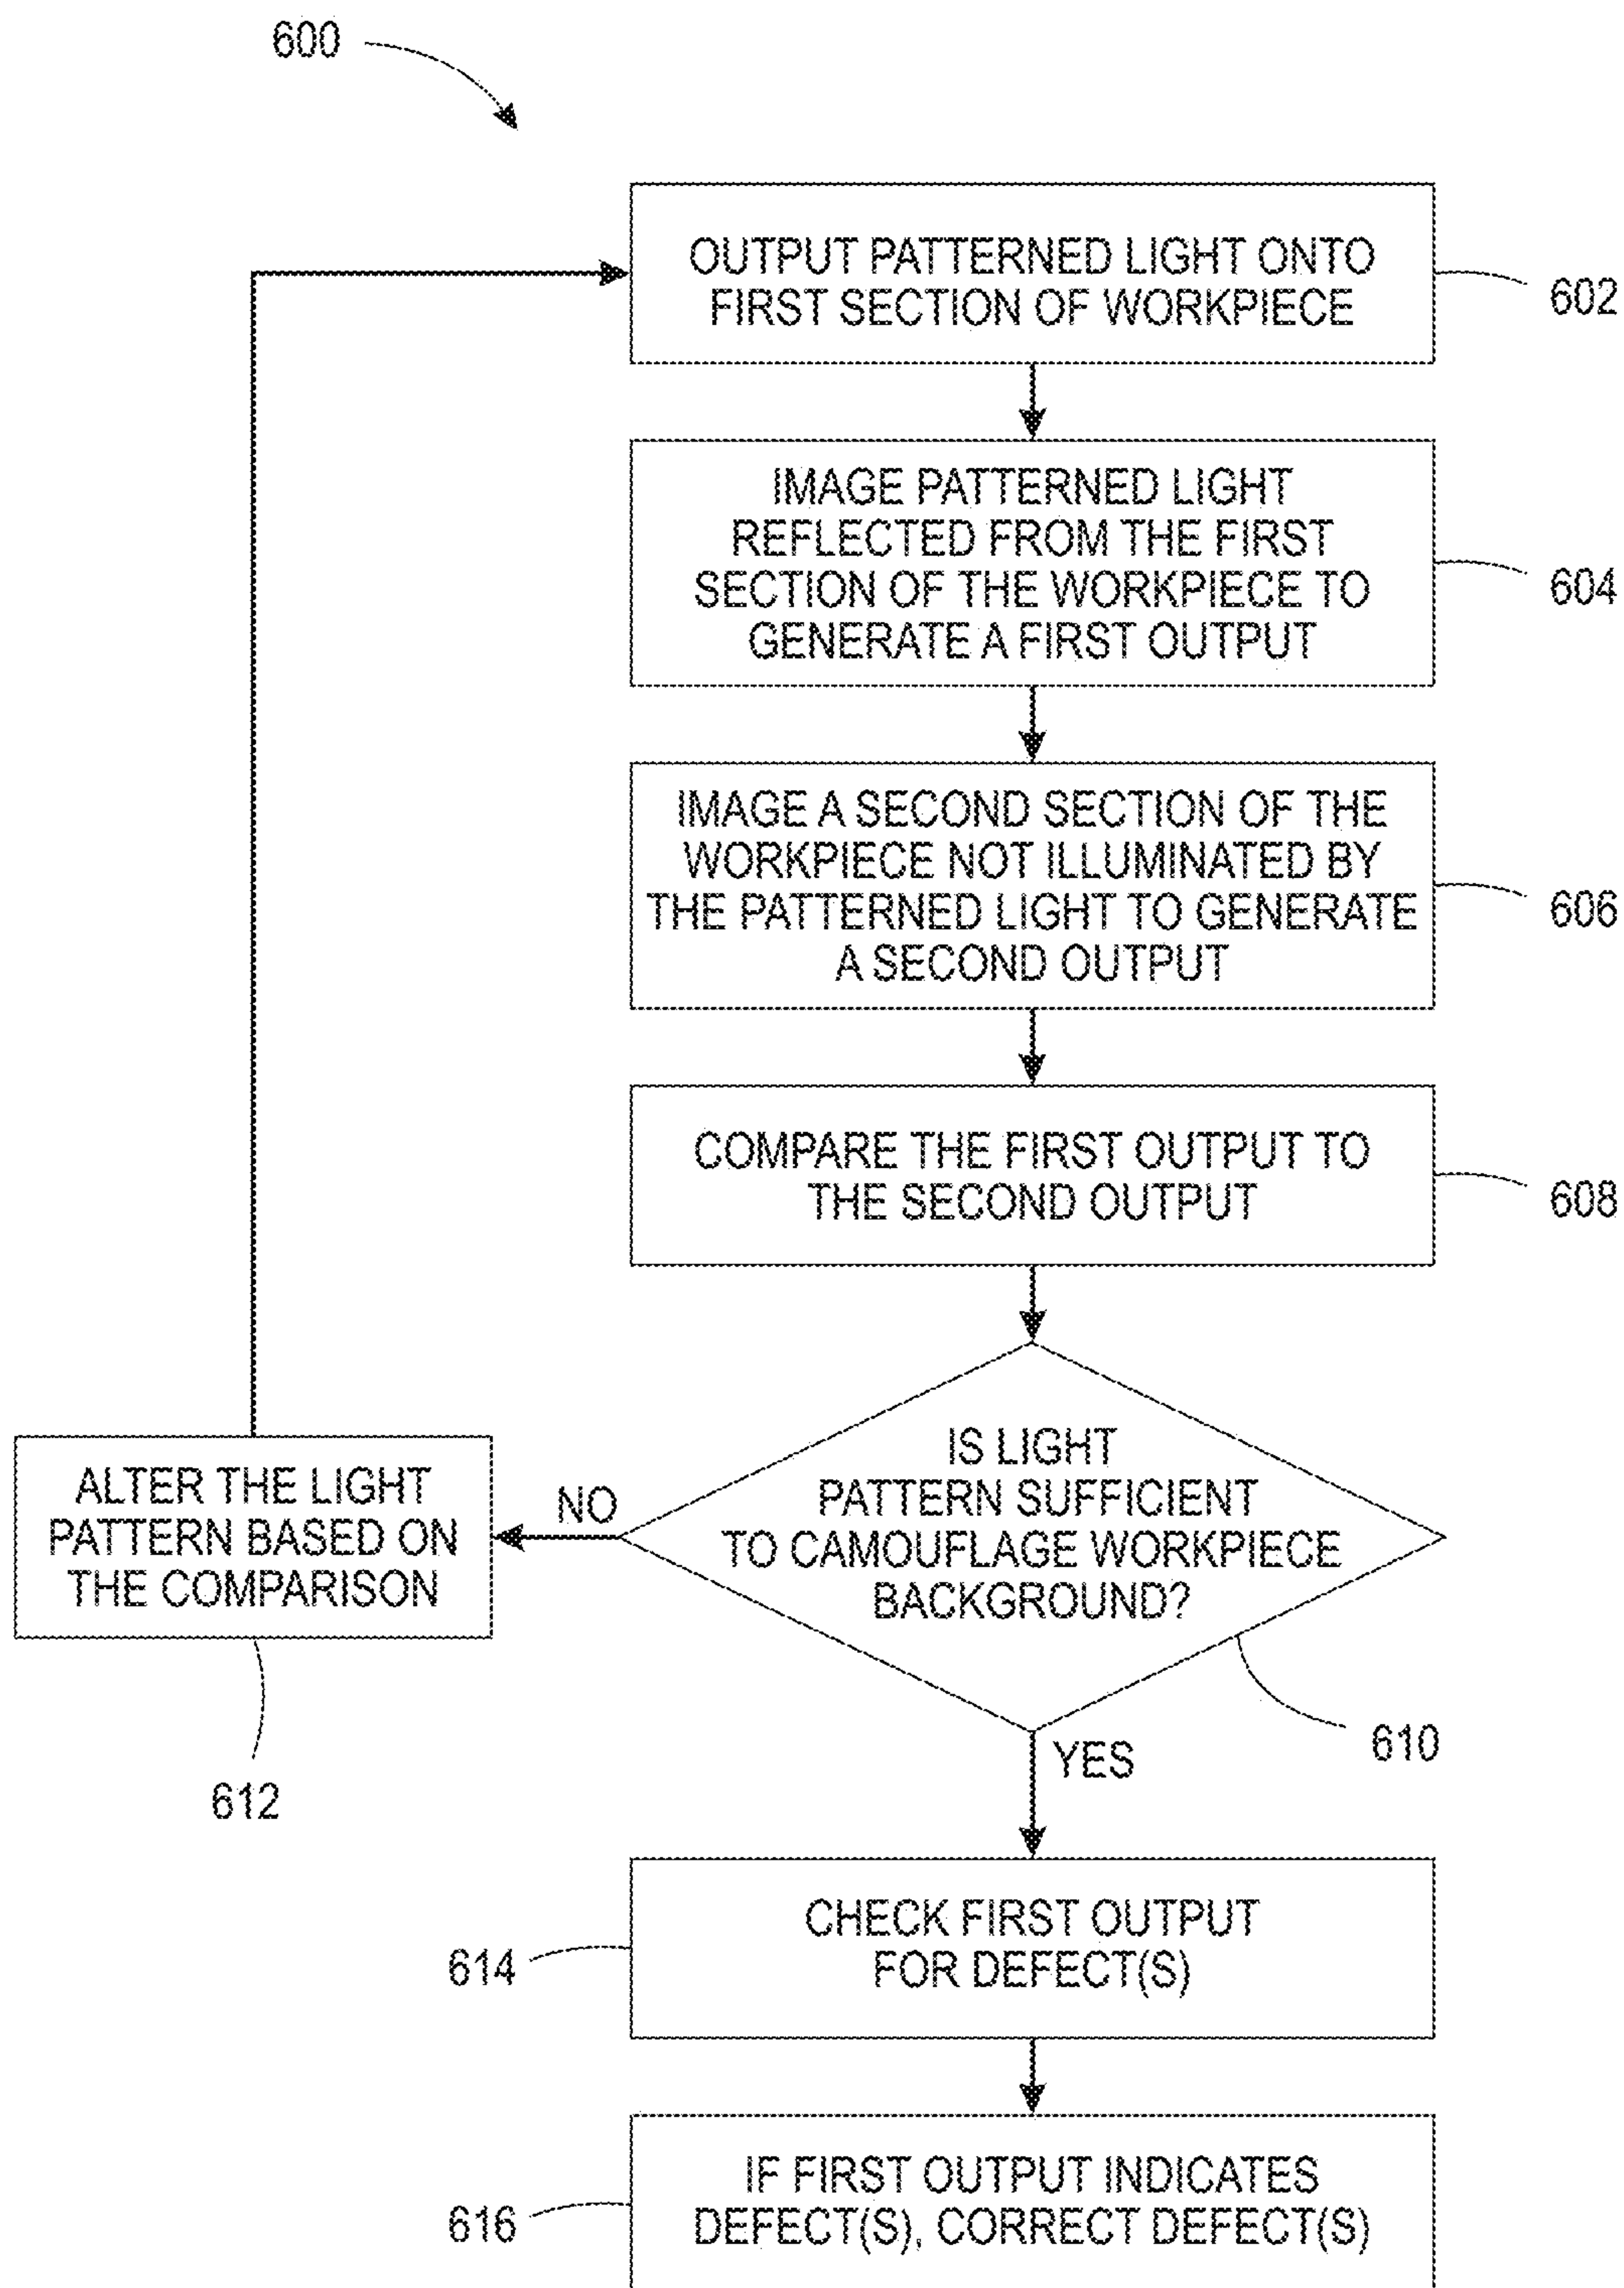 600
OUTPUT PATTERNED LIGHT ONTO
FIRST SECTION OF WORKPIECE
602
IMAGE PATTERNED LIGHT
REFLECTED FROM THE FIRST
SECTION OF THE WORKPIECE TO
GENERATE A FIRST OUTPUT
604
IMAGE A SECOND SECTION OF THE
WORKPIECE NOT ILLUMINATED BY
THE PATTERNED LIGHT TO GENERATE
A SECOND OUTPUT
606
COMPARE THE FIRST OUTPUT TO
THE SECOND OUTPUT
608
IS LIGHT
PATTERN SUFFICIENT
TO CAMOUFLAGE WORKPIECE
BACKGROUND?
610
NO
ALTER THE LIGHT
PATTERN BASED ON
THE COMPARISON
612
YES
CHECK FIRST OUTPUT
FOR DEFECT(S)
614
IF FIRST OUTPUT INDICATES
DEFECT(S), CORRECT DEFECT(S)
616